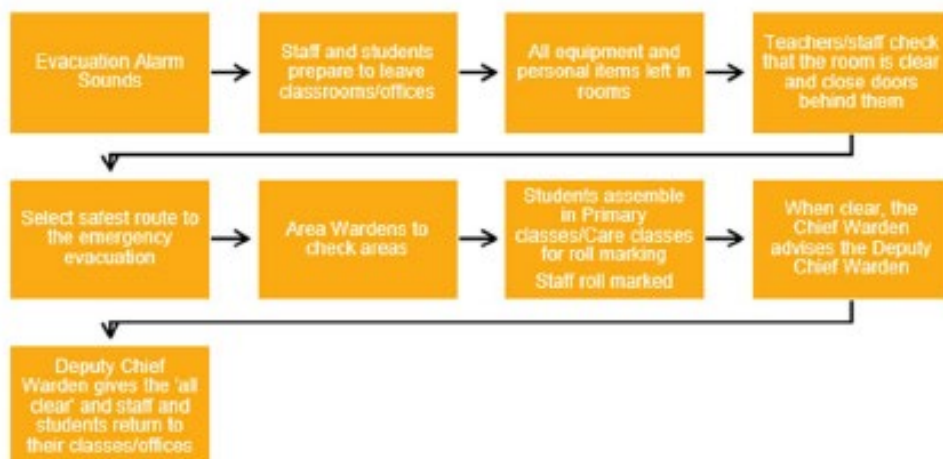 Evacuation Alarm
Sounds
Staff and students
prepare to leave
classrooms/offices
All equipment and
personal items left in
rooms
Teachers/staff check
that the room is clear
and close doors
behind them
Select safest route to
the emergency
evacuation
Area Wardens to
check areas
Students assemble
in Primary
classes/Care classes
for roll marking
Staff roll marked
When clear, the
Chief Warden
advises the Deputy
Chief Warden
Deputy Chief
Warden gives the 'all
clear' and staff and
students return to
their classes/offices